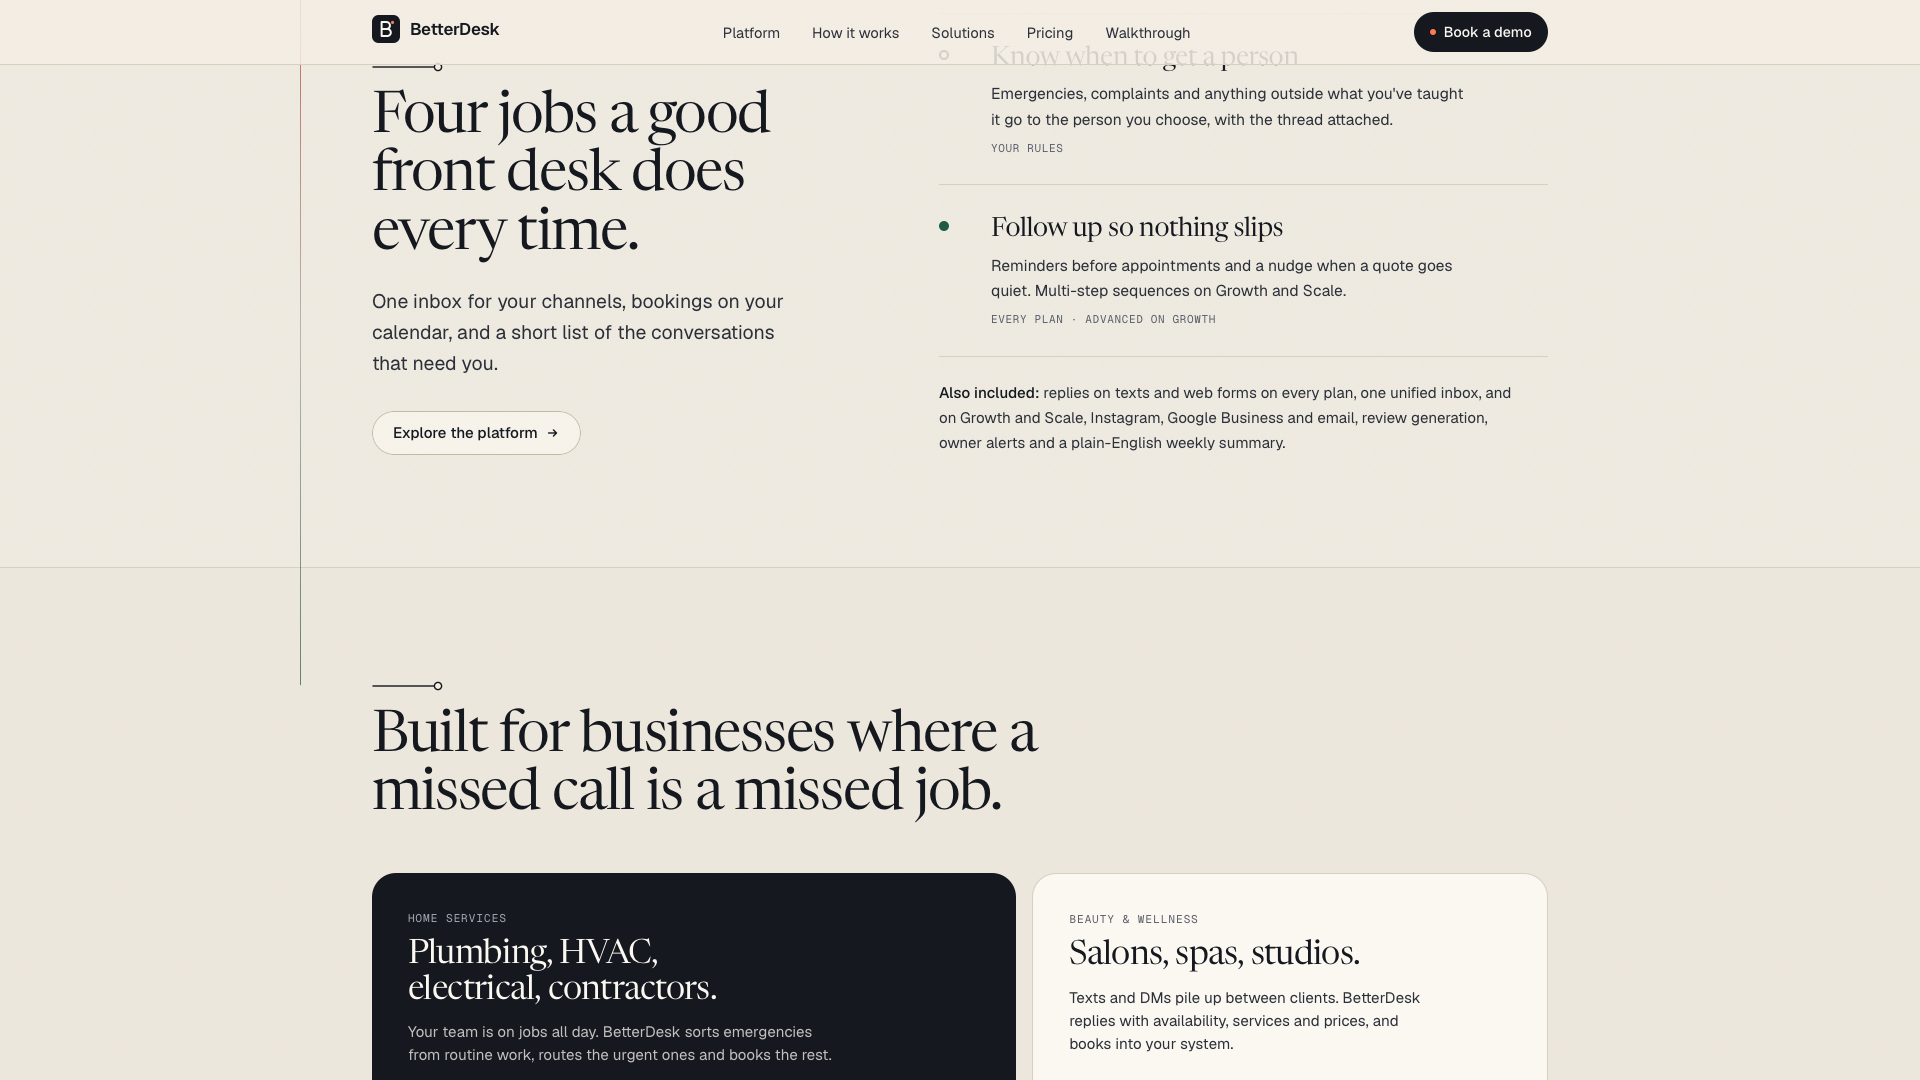 BetterDesk
Platform
How it works
Solutions
Pricing
Walkthrough
Book a demo
Four jobs a good
front desk does
every time.
One inbox for your channels, bookings on your
calendar, and a short list of the conversations
that need you.
Explore the platform →
Know when to get a person
Emergencies, complaints and anything outside what you've taught
it go to the person you choose, with the thread attached.
YOUR RULES
Follow up so nothing slips
Reminders before appointments and a nudge when a quote goes
quiet. Multi-step sequences on Growth and Scale.
EVERY PLAN · ADVANCED ON GROWTH
Also included: replies on texts and web forms on every plan, one unified inbox, and
on Growth and Scale, Instagram, Google Business and email, review generation,
owner alerts and a plain-English weekly summary.
Built for businesses where a
missed call is a missed job.
HOME SERVICES
Plumbing, HVAC,
electrical, contractors.
Your team is on jobs all day. BetterDesk sorts emergencies
from routine work, routes the urgent ones and books the rest.
BEAUTY & WELLNESS
Salons, spas, studios.
Texts and DMs pile up between clients. BetterDesk
replies with availability, services and prices, and
books into your system.